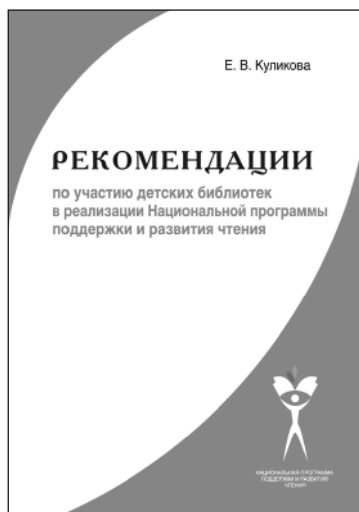 Е. В. Куликова
РЕКОМЕНДАЦИИ
по участию детских библиотек
в реализации Национальной программы
поддержки и развития чтения
НАЦИОНАЛЬНАЯ ПРОГРАММА
ПОДДЕРЖКИ И РАЗВИТИЯ
ЧТЕНИЯ